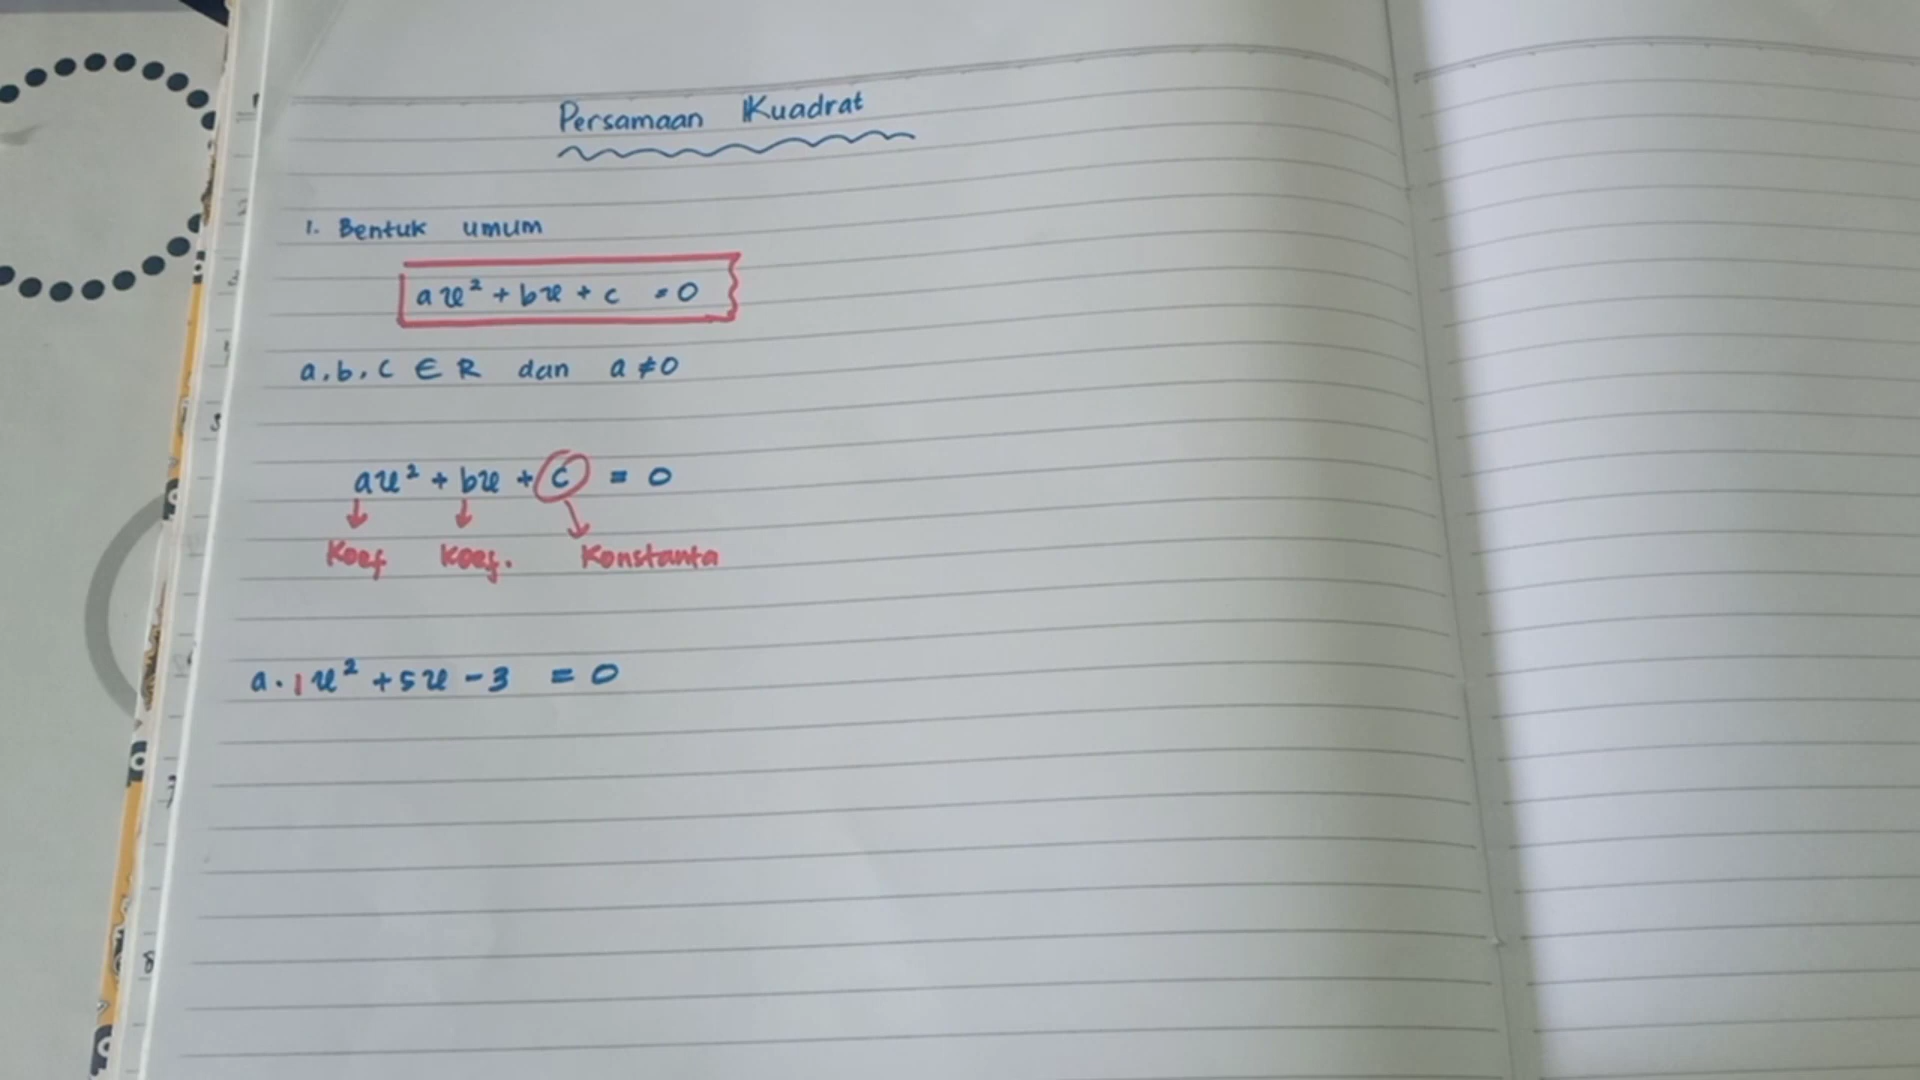 Persamaan Kuadrat
1. Bentuk umum
ax² + bx + c = 0
a, b, c ∈ R dan a ≠ 0
ax² + bx + c = 0
Koef Koef. Konstanta
a. 1x² + 5x - 3 = 0